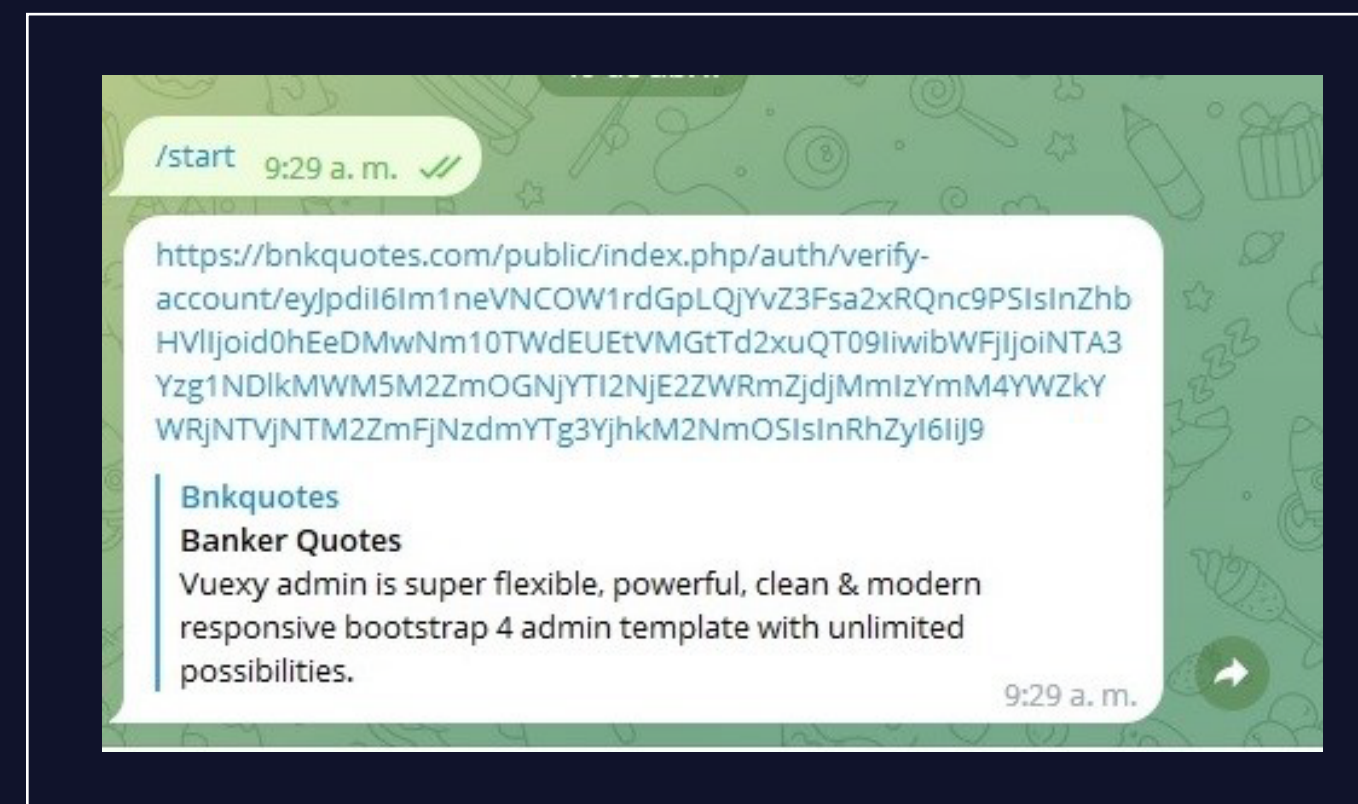 /start 9:29 a. m.
https://bnkquotes.com/public/index.php/auth/verify-
account/eyJpdiI6Im1neVNCOW1rdGpLQjYvZ3Fsa2xRQnc9PSIsInZhb
HVlIjoid0hEeDMwNm10TWdEUEtVMGtTd2xuQT09IiwibWFjIjoiNTA3
Yzg1NDlkMWM5M2ZmOGNjYTI2NjE2ZWRmZjdjMmIzYmM4YWZkY
WRjNTVjNTM2ZmFjNzdmYTg3YjhkM2NmOSIsInRhZyI6IiJ9
Bnkquotes
Banker Quotes
Vuexy admin is super flexible, powerful, clean & modern
responsive bootstrap 4 admin template with unlimited
possibilities.
9:29 a. m.